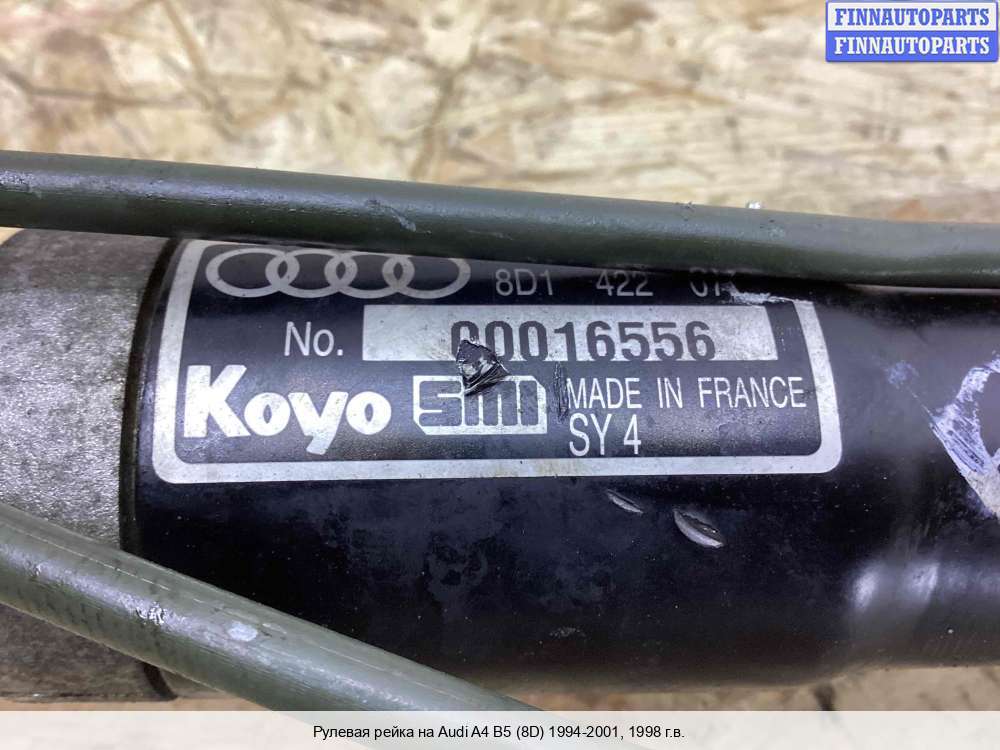 FINNAUTOPARTS
FINNAUTOPARTS
8D1 422
No. 00016556
Koyo SMI MADE IN FRANCE
SY 4
Рулевая рейка на Audi A4 B5 (8D) 1994-2001, 1998 г.в.